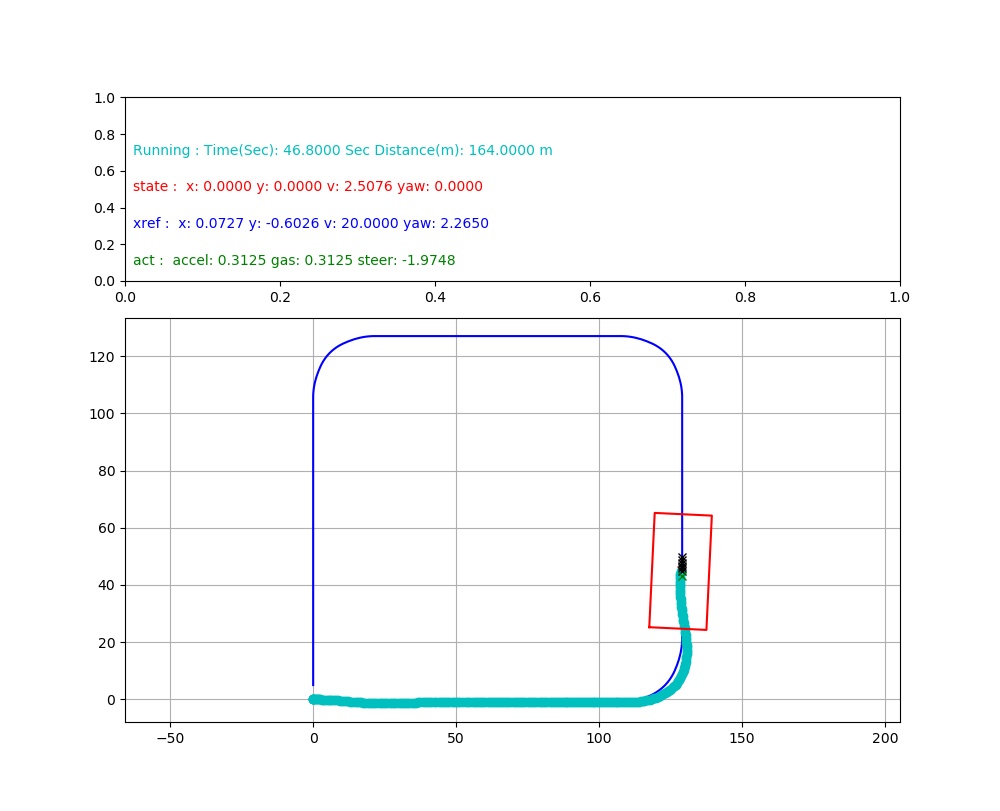 1.0
0.8
Running : Time(Sec): 46.8000 Sec Distance(m): 164.0000 m
0.6
state :  x: 0.0000 y: 0.0000 v: 2.5076 yaw: 0.0000
0.4
xref :  x: 0.0727 y: -0.6026 v: 20.0000 yaw: 2.2650
0.2
act :  accel: 0.3125 gas: 0.3125 steer: -1.9748
0.0
0.0 0.2 0.4 0.6 0.8 1.0
120
100
80
60
40
20
0
−50 0 50 100 150 200